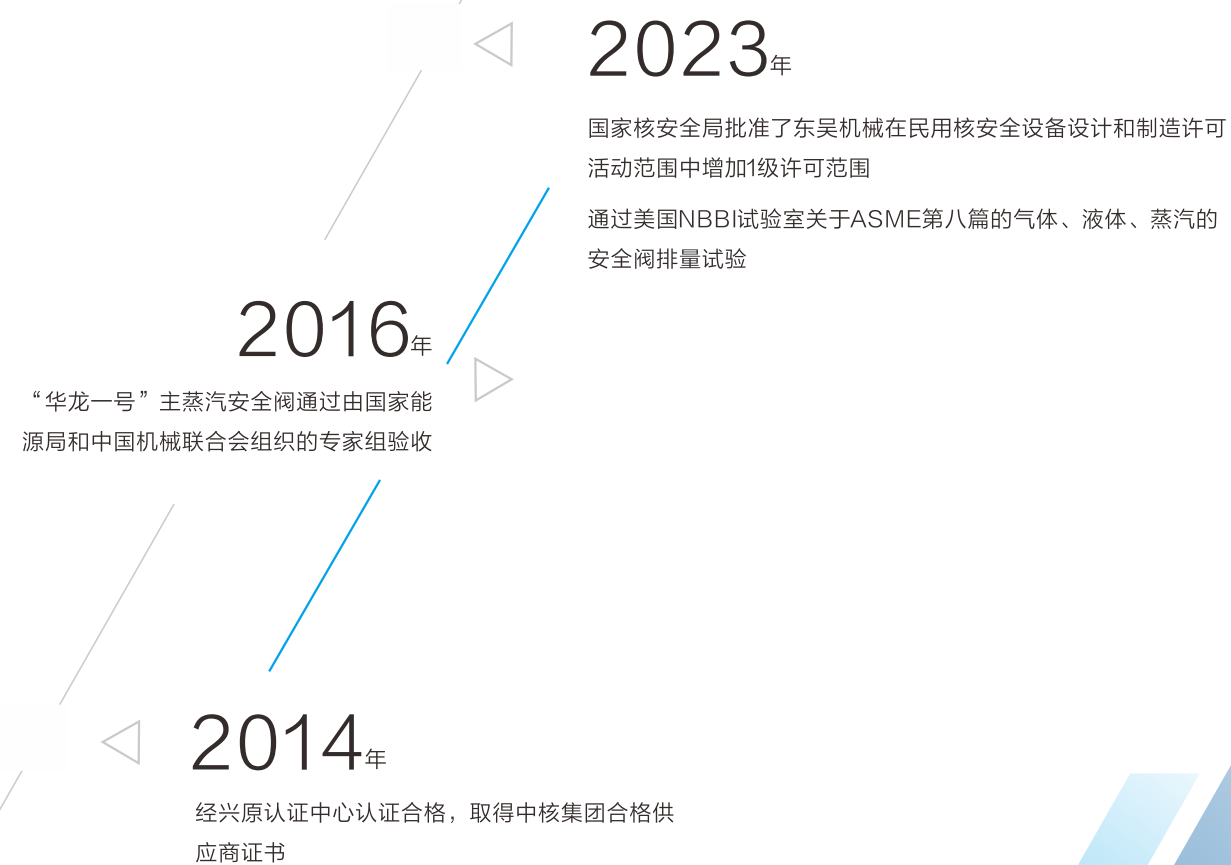 2023年
国家核安全局批准了东吴机械在民用核安全设备设计和制造许可
活动范围中增加1级许可范围
通过美国NBBI试验室关于ASME第八篇的气体、液体、蒸汽的
安全阀排量试验
2016年
“华龙一号”主蒸汽安全阀通过由国家能
源局和中国机械联合会组织的专家组验收
2014年
经兴原认证中心认证合格，取得中核集团合格供
应商证书